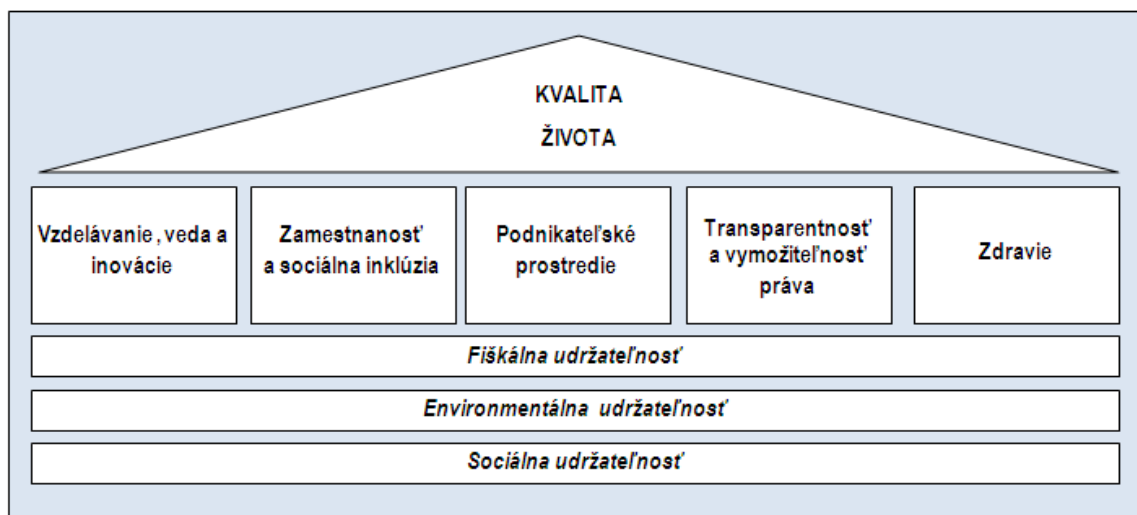 KVALITA
ŽIVOTA
Vzdelávanie, veda a
inovácie
Zamestnanosť
a sociálna inklúzia
Podnikateľské
prostredie
Transparentnosť
a vymožiteľnosť
práva
Zdravie
Fiškálna udržateľnosť
Environmentálna udržateľnosť
Sociálna udržateľnosť